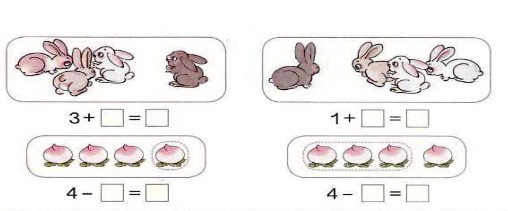 3 + □ = □
1 + □ = □
4 − □ = □
4 − □ = □